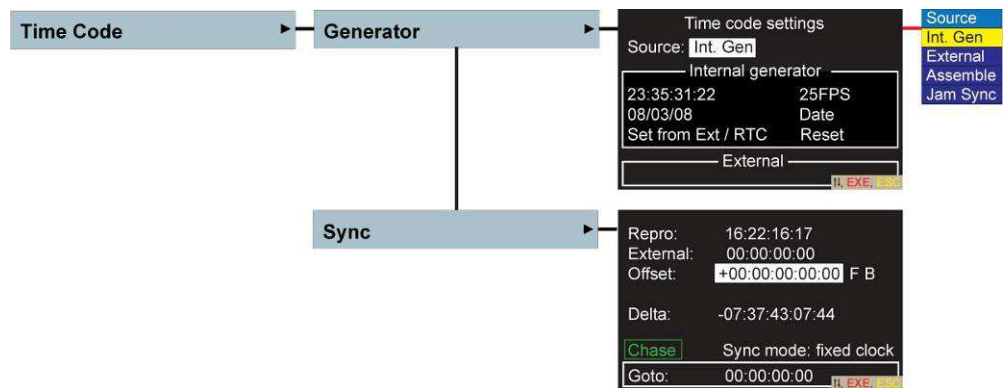 Time Code
Generator
Time code settings
Source: Int. Gen
Internal generator
23:35:31:22 25FPS
08/03/08 Date
Set from Ext / RTC Reset
External
⇅, EXE, ESC
Source
Int. Gen
External
Assemble
Jam Sync
Sync
Repro: 16:22:16:17
External: 00:00:00:00
Offset: +00:00:00:00:00 F B
Delta: -07:37:43:07:44
Chase Sync mode: fixed clock
Goto: 00:00:00:00
⇅, EXE, ESC